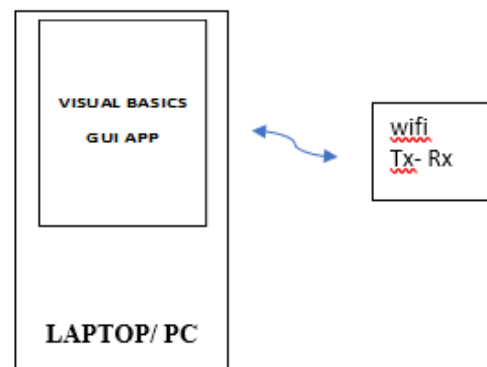 VISUAL BASICS
GUI APP
LAPTOP/ PC
wifi
Tx- Rx